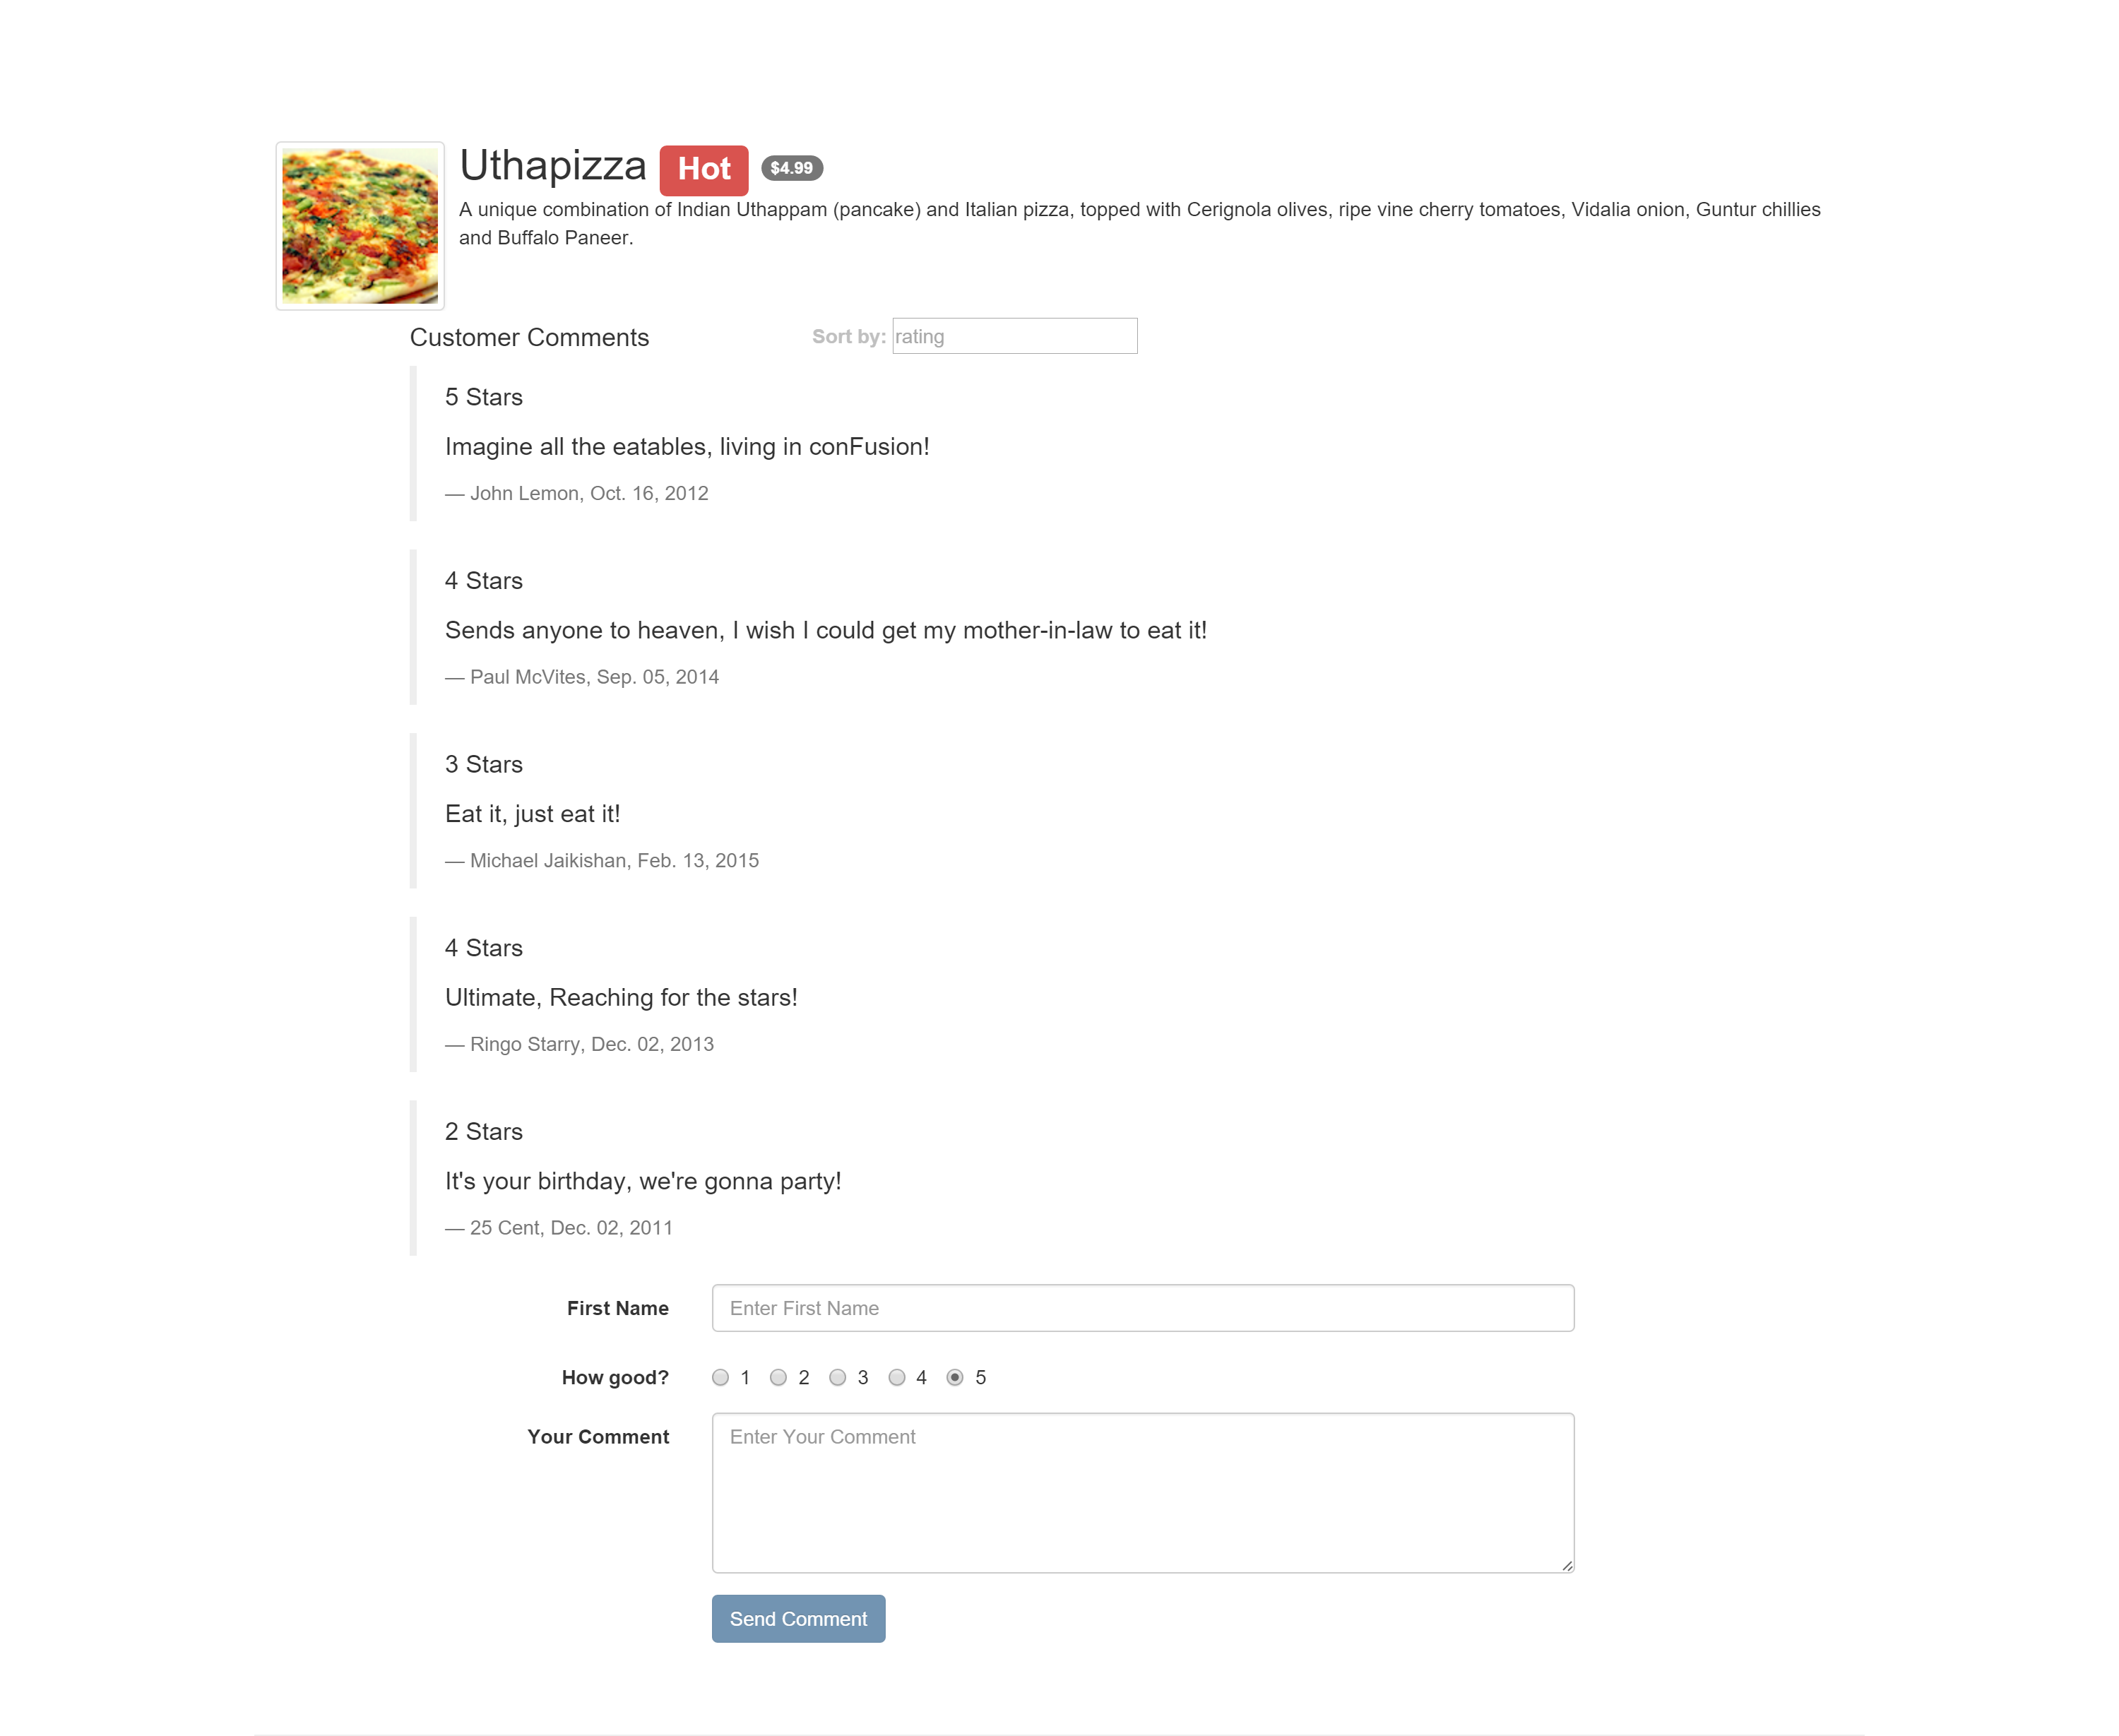 Uthapizza Hot $4.99
A unique combination of Indian Uthappam (pancake) and Italian pizza, topped with Cerignola olives, ripe vine cherry tomatoes, Vidalia onion, Guntur chillies
and Buffalo Paneer.
Customer Comments Sort by: rating
5 Stars
Imagine all the eatables, living in conFusion!
— John Lemon, Oct. 16, 2012
4 Stars
Sends anyone to heaven, I wish I could get my mother-in-law to eat it!
— Paul McVites, Sep. 05, 2014
3 Stars
Eat it, just eat it!
— Michael Jaikishan, Feb. 13, 2015
4 Stars
Ultimate, Reaching for the stars!
— Ringo Starry, Dec. 02, 2013
2 Stars
It's your birthday, we're gonna party!
— 25 Cent, Dec. 02, 2011
First Name Enter First Name
How good? 1 2 3 4 5
Your Comment Enter Your Comment
Send Comment